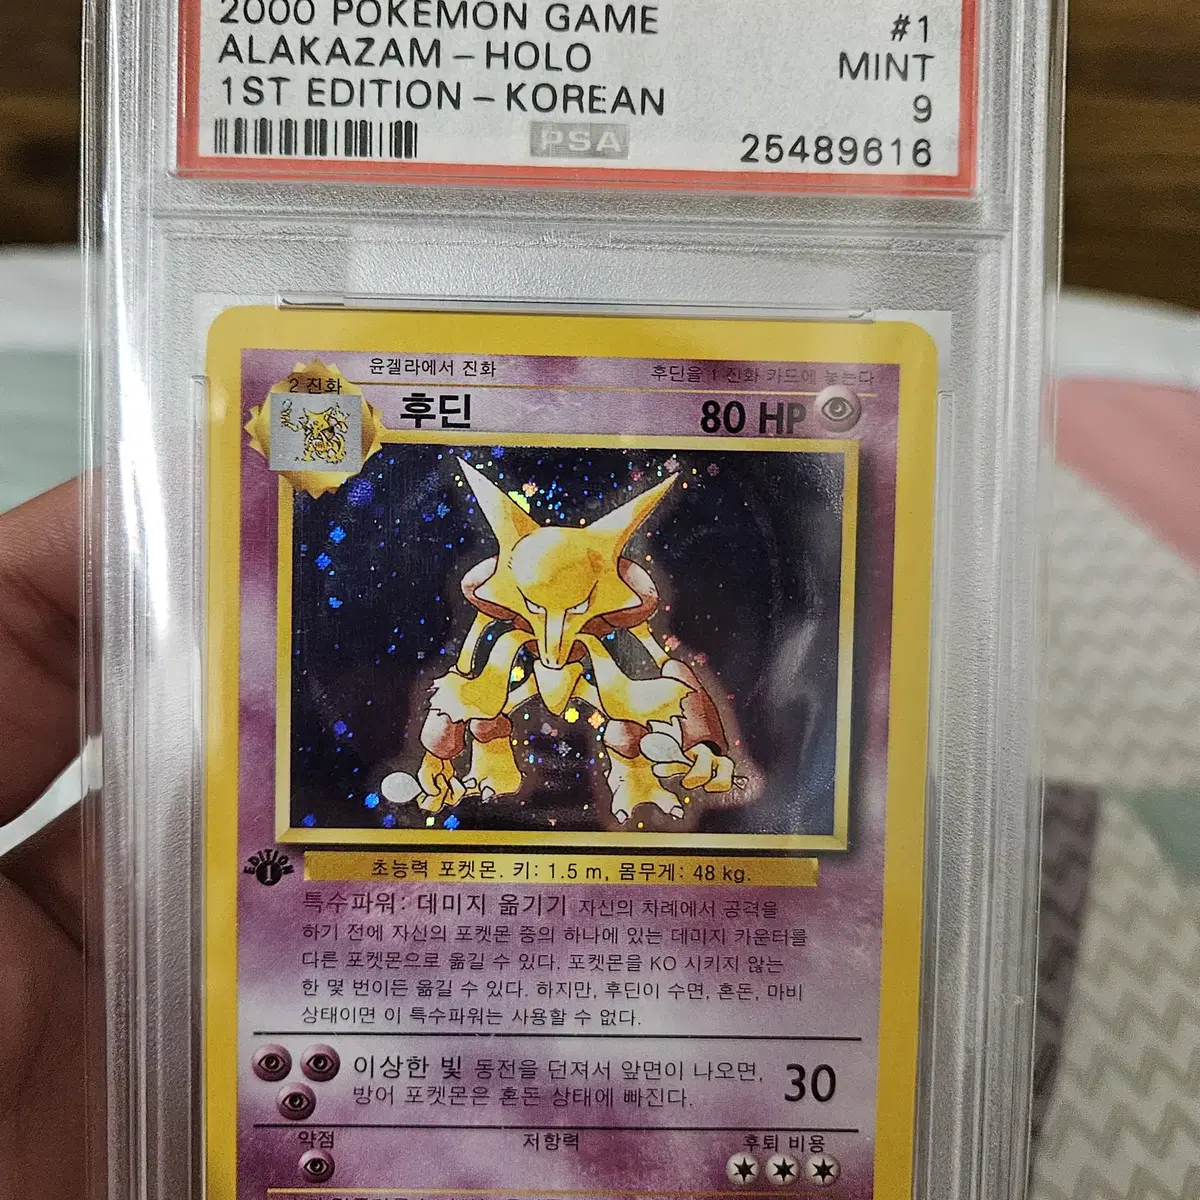 2000 POKEMON GAME #1
ALAKAZAM – HOLO MINT
1ST EDITION – KOREAN 9
PSA 25489616
윤겔라에서 진화 후딘을 1 진화 카드에 놓는다
2 진화
후딘 80 HP
EDITION 1
초능력 포켓몬. 키: 1.5 m, 몸무게: 48 kg.
특수파워: 데미지 옮기기 자신의 차례에서 공격을
하기 전에 자신의 포켓몬 중의 하나에 있는 데미지 카운터를
다른 포켓몬으로 옮길 수 있다. 포켓몬을 KO 시키지 않는
한 몇 번이든 옮길 수 있다. 하지만, 후딘이 수면, 혼돈, 마비
상태이면 이 특수파워는 사용할 수 없다.
이상한 빛 동전을 던져서 앞면이 나오면, 30
방어 포켓몬은 혼돈 상태에 빠진다.
약점 저항력 후퇴 비용